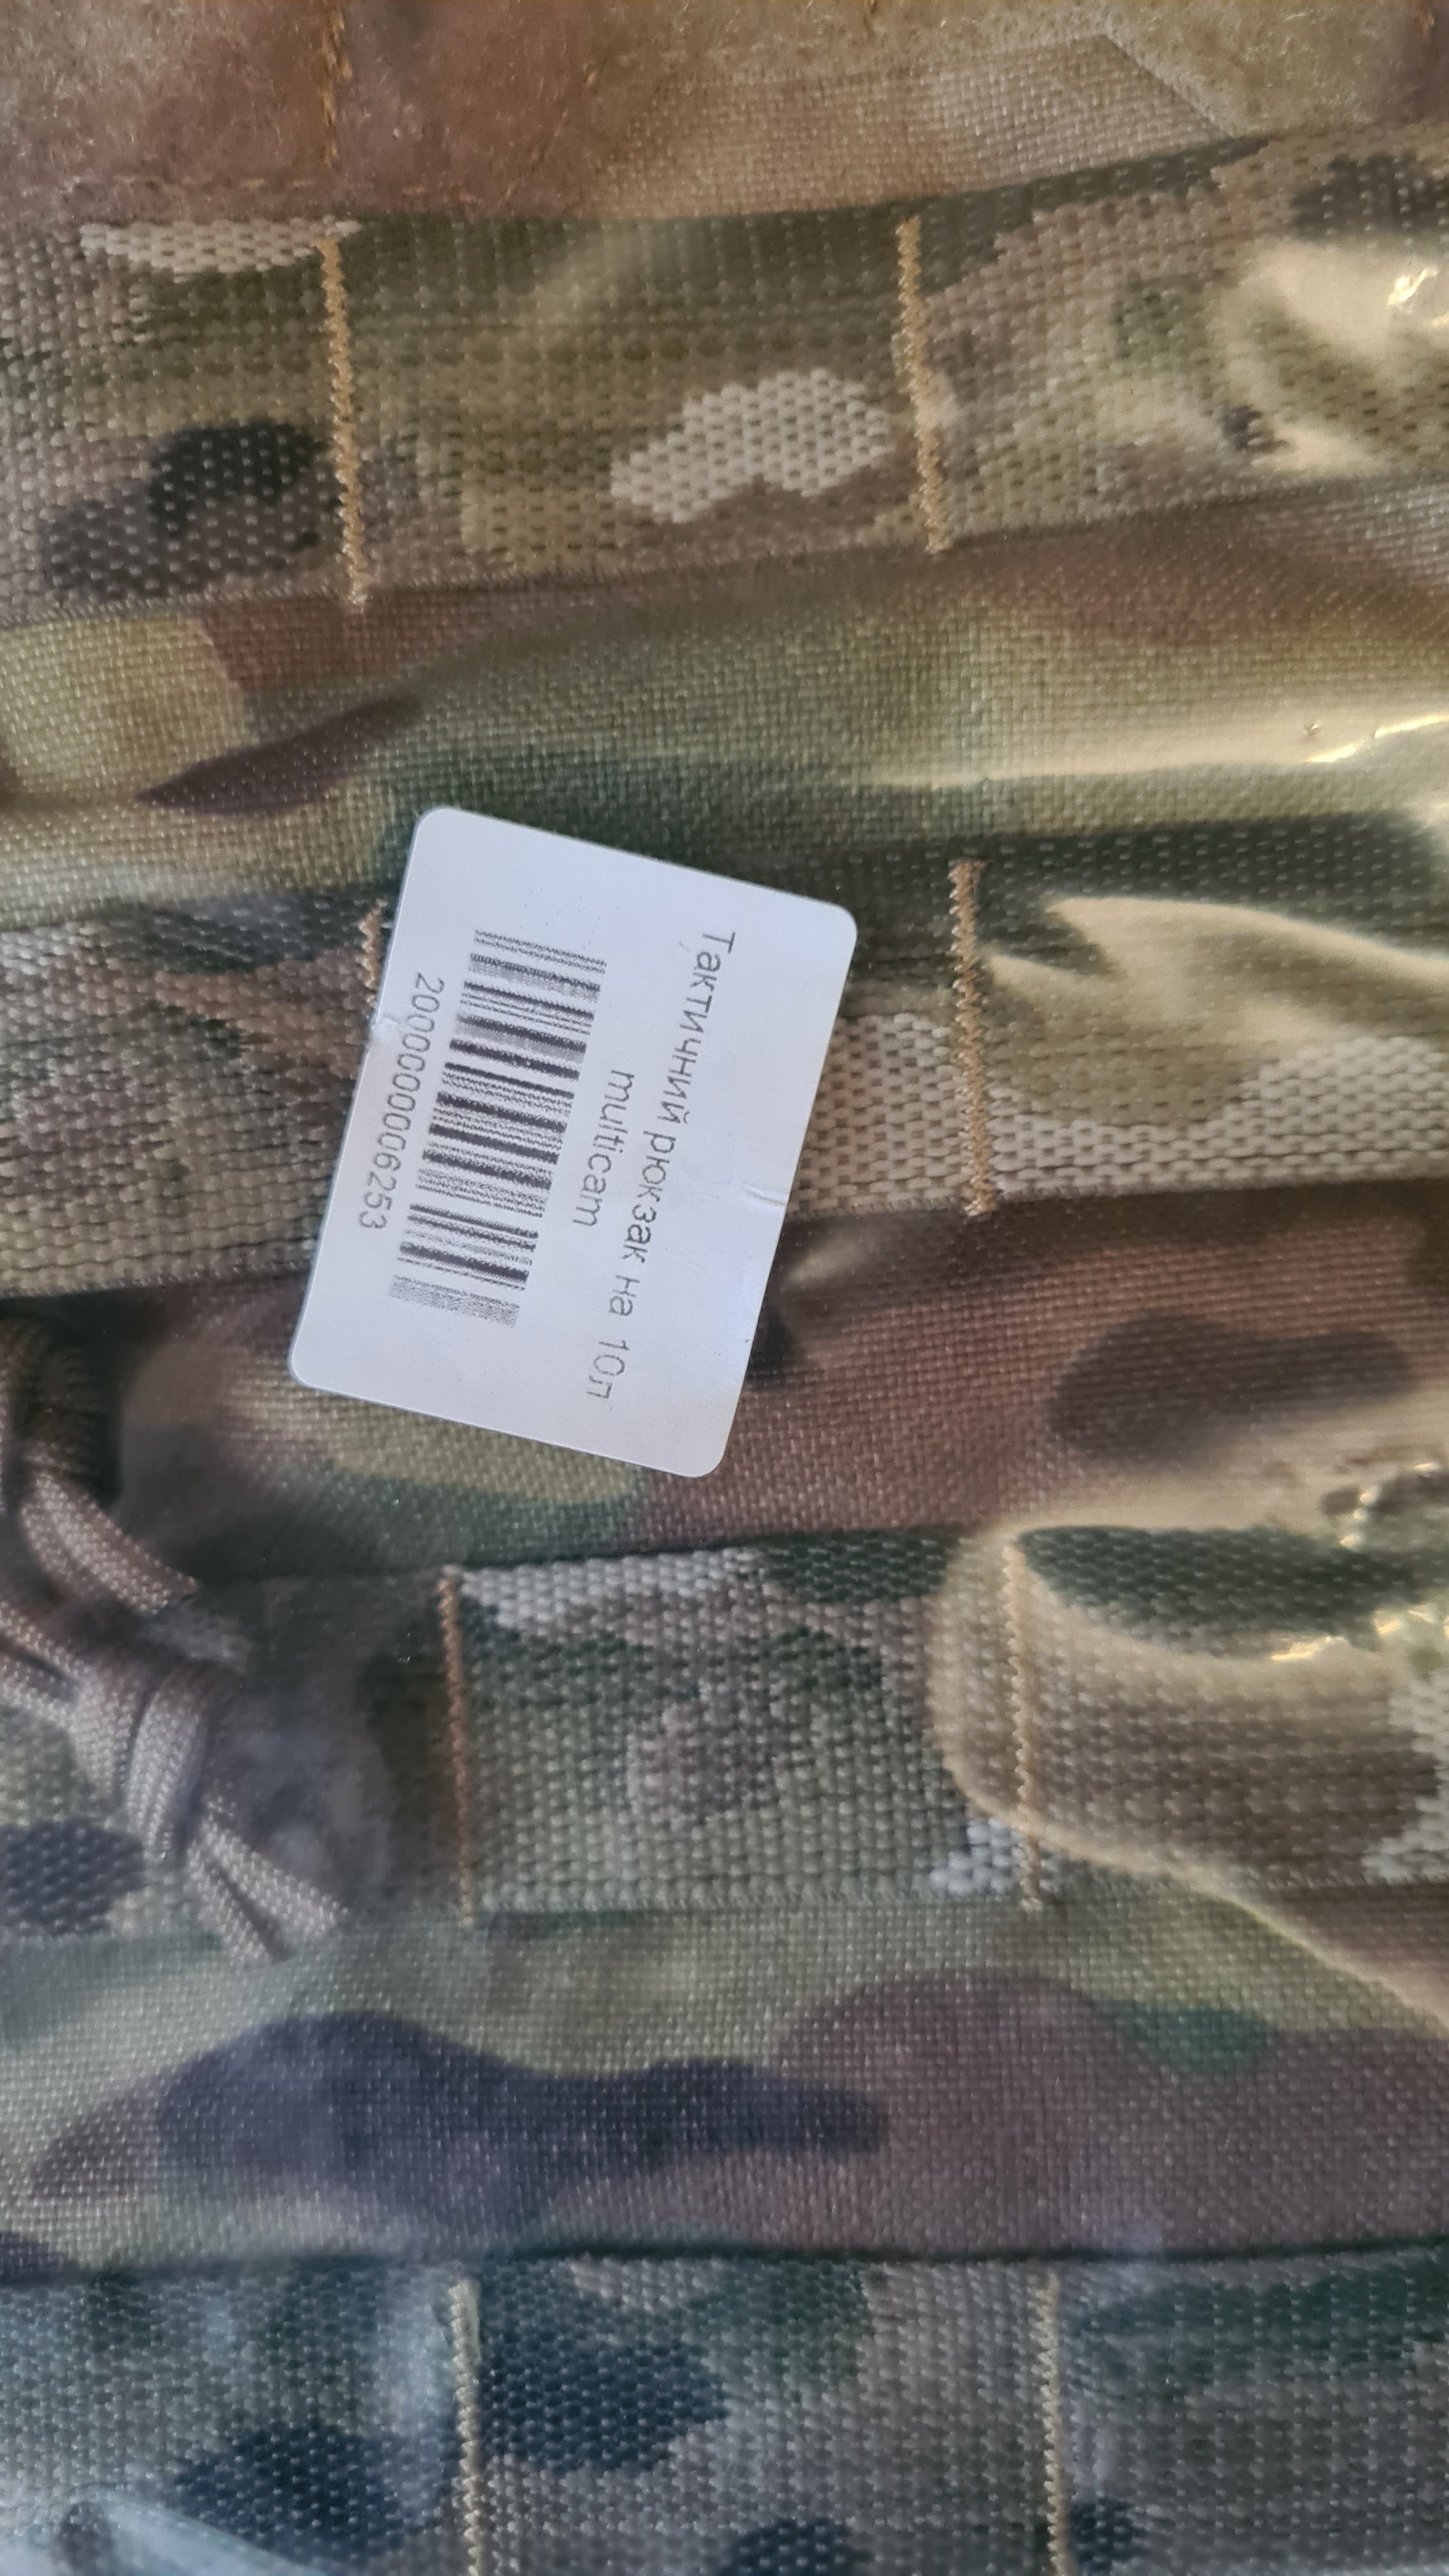 Тактичний рюкзак на 10л
multicam
2000000006253